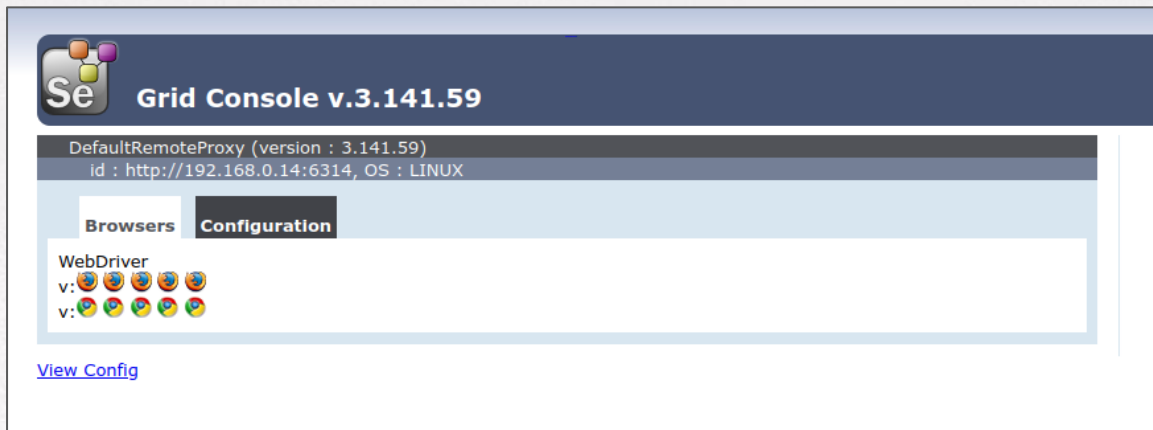 Se
Grid Console v.3.141.59
DefaultRemoteProxy (version : 3.141.59)
id : http://192.168.0.14:6314, OS : LINUX
Browsers Configuration
WebDriver
v:
v:
View Config